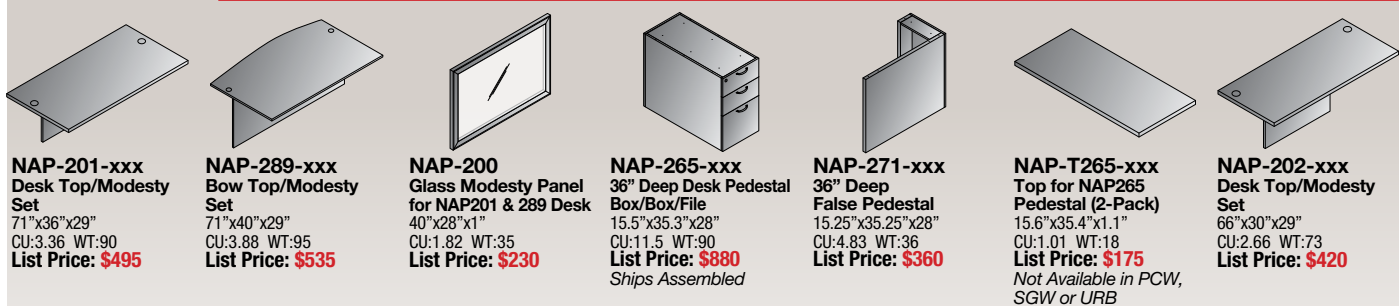 NAP-201-xxx
Desk Top/Modesty
Set
71”x36”x29”
CU:3.36 WT:90
List Price: $495
NAP-289-xxx
Bow Top/Modesty
Set
71”x40”x29”
CU:3.88 WT:95
List Price: $535
NAP-200
Glass Modesty Panel
for NAP201 & 289 Desk
40”x28”x1”
CU:1.82 WT:35
List Price: $230
NAP-265-xxx
36” Deep Desk Pedestal
Box/Box/File
15.5”x35.3”x28”
CU:11.5 WT:90
List Price: $880
Ships Assembled
NAP-271-xxx
36” Deep
False Pedestal
15.25”x35.25”x28”
CU:4.83 WT:36
List Price: $360
NAP-T265-xxx
Top for NAP265
Pedestal (2-Pack)
15.6”x35.4”x1.1”
CU:1.01 WT:18
List Price: $175
Not Available in PCW,
SGW or URB
NAP-202-xxx
Desk Top/Modesty
Set
66”x30”x29”
CU:2.66 WT:73
List Price: $420